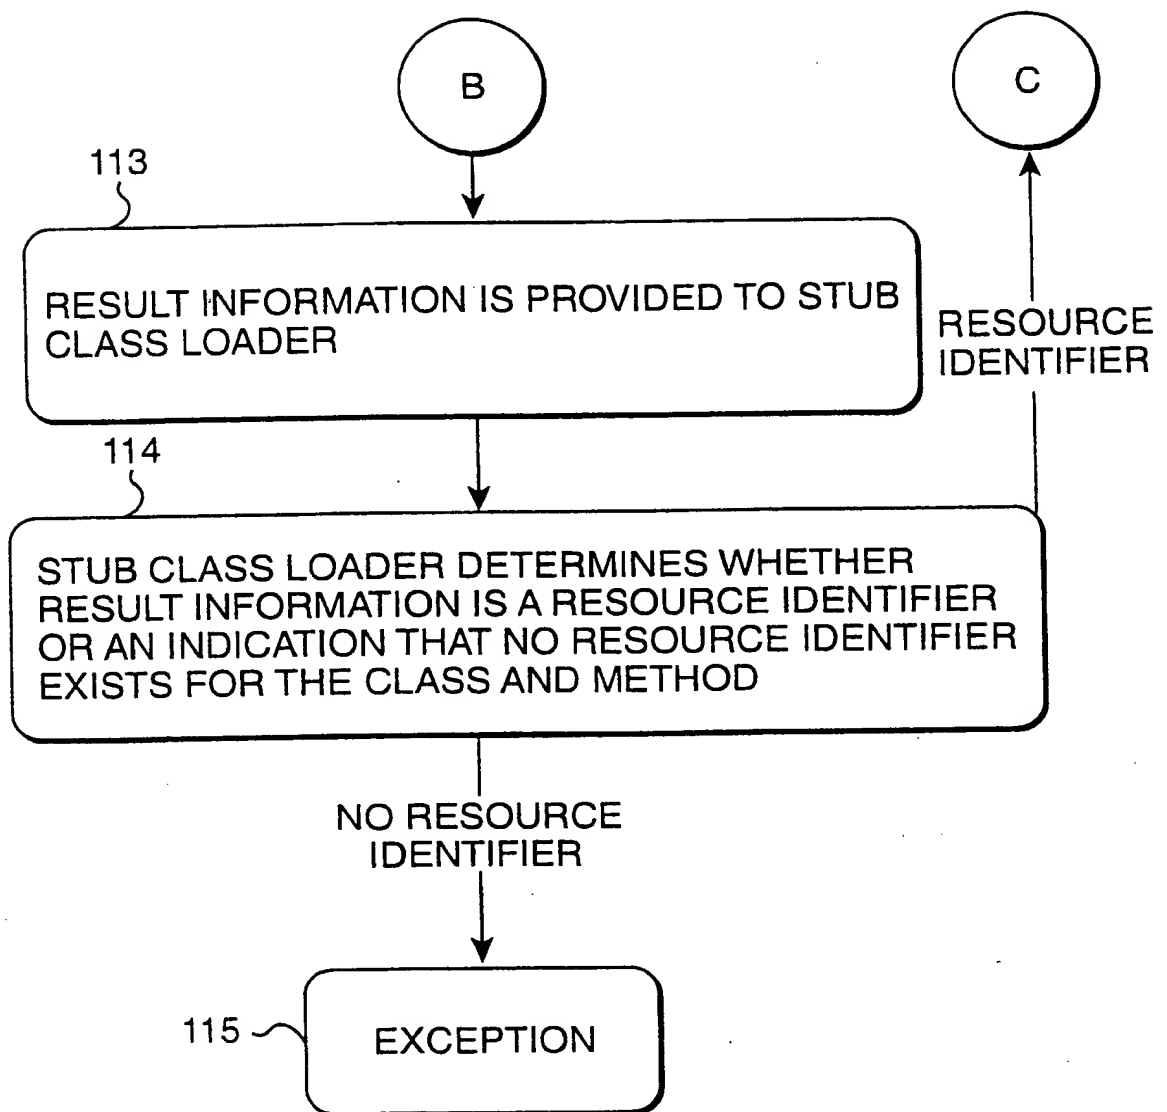 B
C
113
RESULT INFORMATION IS PROVIDED TO STUB
CLASS LOADER
RESOURCE
IDENTIFIER
114
STUB CLASS LOADER DETERMINES WHETHER
RESULT INFORMATION IS A RESOURCE IDENTIFIER
OR AN INDICATION THAT NO RESOURCE IDENTIFIER
EXISTS FOR THE CLASS AND METHOD
NO RESOURCE
IDENTIFIER
115
EXCEPTION